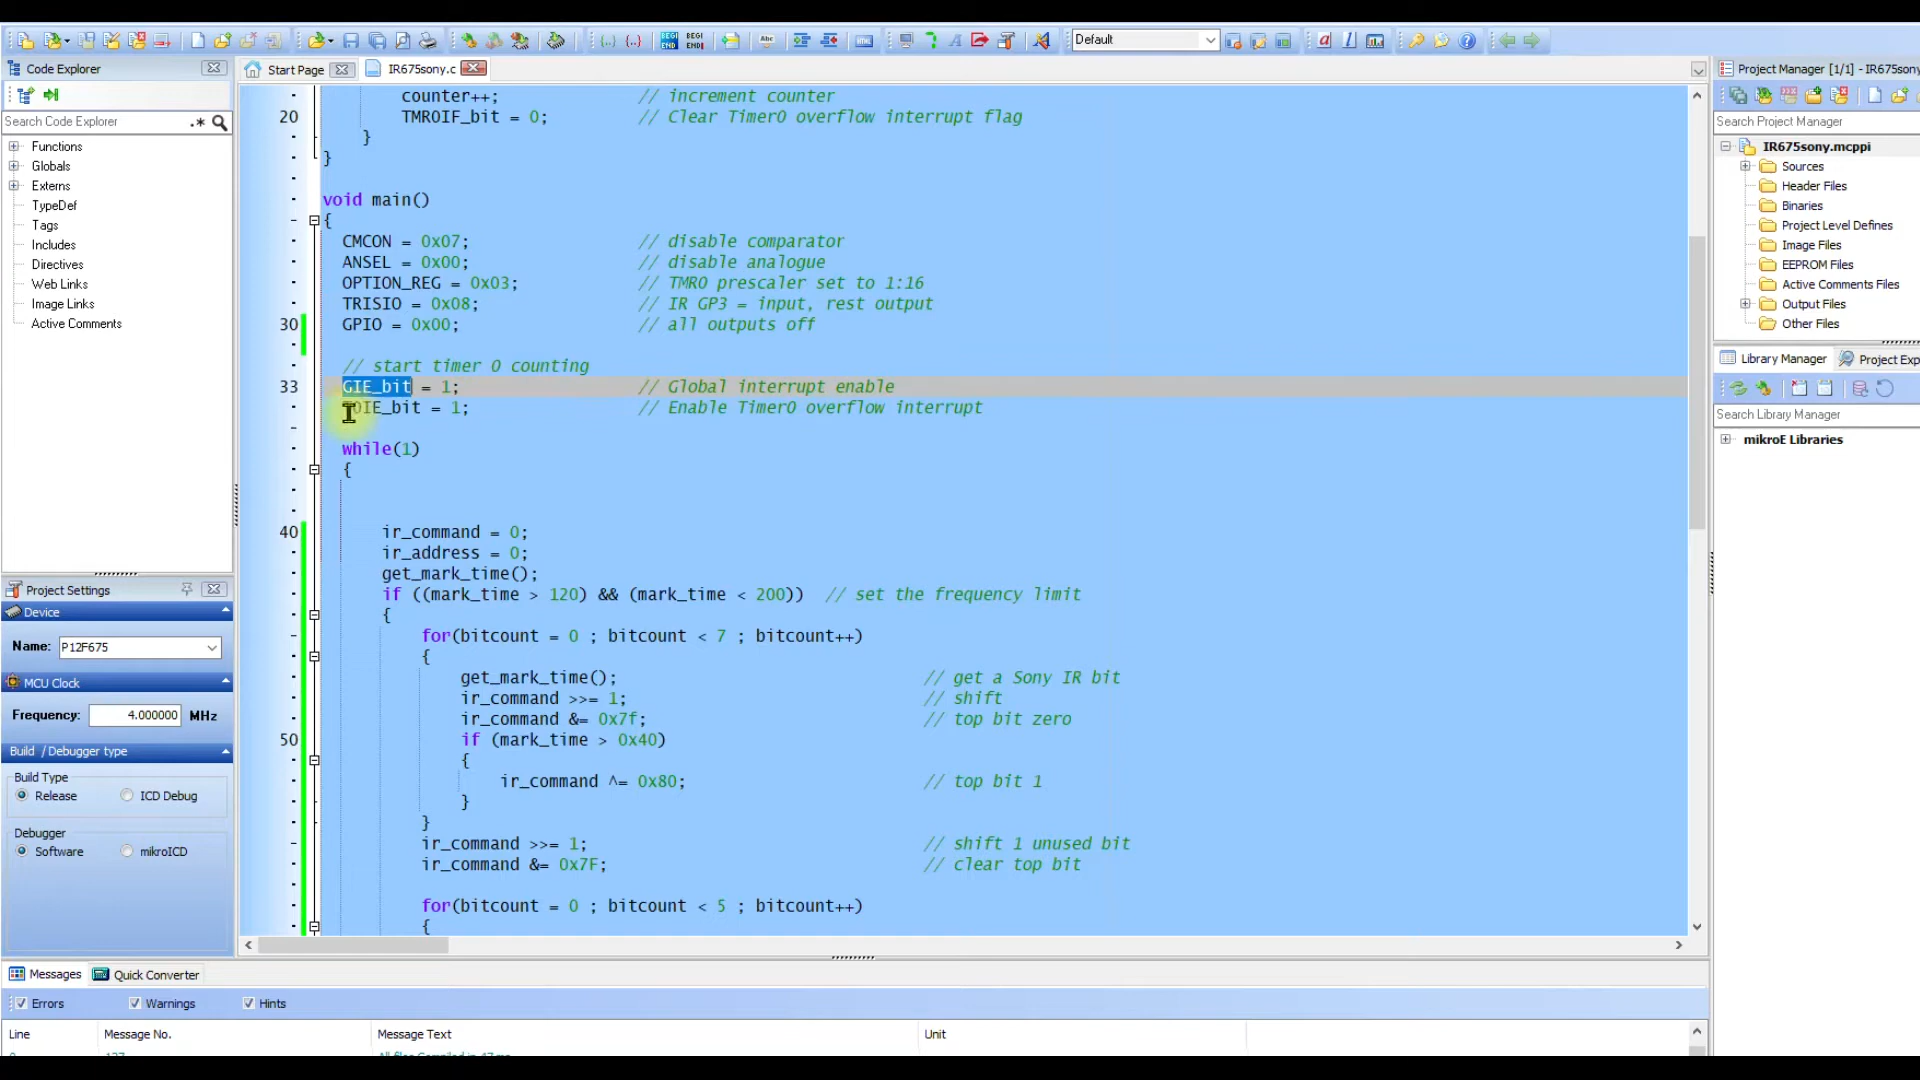 Default
Code Explorer
Start Page
IR675sony.c
Project Manager [1/1] - IR675sony
Search Code Explorer
.*
Search Project Manager
Functions
Globals
Externs
TypeDef
Tags
Includes
Directives
Web Links
Image Links
Active Comments
counter++; // increment counter
20 TMR0IF_bit = 0; // Clear Timer0 overflow interrupt flag
}
}
void main()
{
CMCON = 0x07; // disable comparator
ANSEL = 0x00; // disable analogue
OPTION_REG = 0x03; // TMR0 prescaler set to 1:16
TRISIO = 0x08; // IR GP3 = input, rest output
30 GPIO = 0x00; // all outputs off
// start timer 0 counting
33 GIE_bit = 1; // Global interrupt enable
T0IE_bit = 1; // Enable Timer0 overflow interrupt
while(1)
{
40 ir_command = 0;
ir_address = 0;
get_mark_time();
if ((mark_time > 120) && (mark_time < 200)) // set the frequency limit
{
for(bitcount = 0 ; bitcount < 7 ; bitcount++)
{
get_mark_time(); // get a Sony IR bit
ir_command >>= 1; // shift
ir_command &= 0x7f; // top bit zero
50 if (mark_time > 0x40)
{
ir_command ^= 0x80; // top bit 1
}
}
ir_command >>= 1; // shift 1 unused bit
ir_command &= 0x7F; // clear top bit
for(bitcount = 0 ; bitcount < 5 ; bitcount++)
{
IR675sony.mcppi
Sources
Header Files
Binaries
Project Level Defines
Image Files
EEPROM Files
Active Comments Files
Output Files
Other Files
Library Manager
Project Exp
Search Library Manager
mikroE Libraries
Project Settings
Device
Name: P12F675
MCU Clock
Frequency: 4.000000 MHz
Build / Debugger type
Build Type
Release ICD Debug
Debugger
Software mikroICD
Messages Quick Converter
Errors Warnings Hints
Line Message No. Message Text Unit